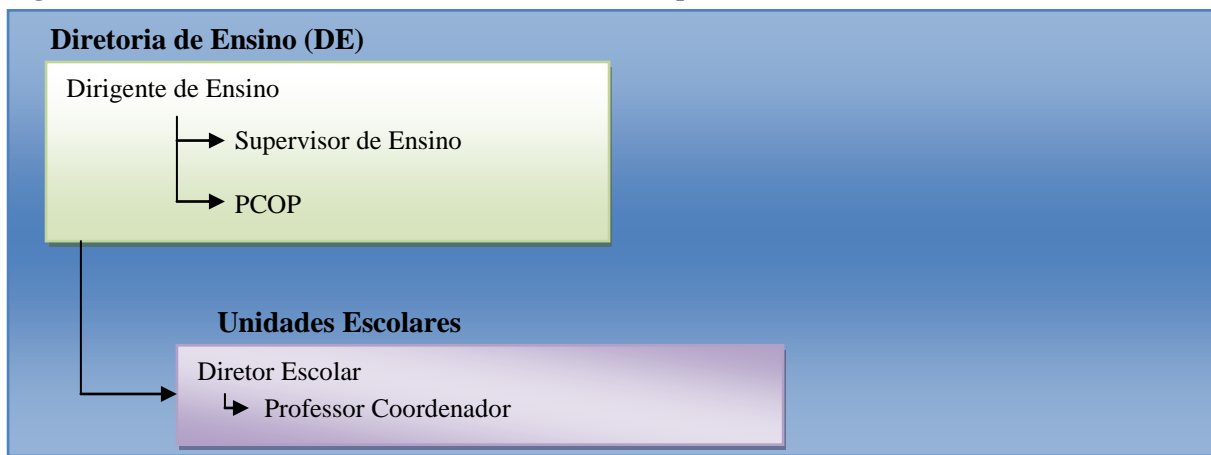 Diretoria de Ensino (DE)
Dirigente de Ensino
Supervisor de Ensino
PCOP
Unidades Escolares
Diretor Escolar
Professor Coordenador